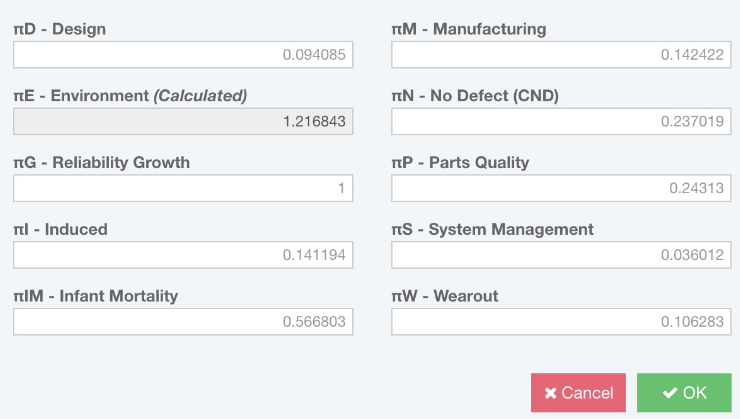 πD - Design
0.094085
πM - Manufacturing
0.142422
πE - Environment (Calculated)
1.216843
πN - No Defect (CND)
0.237019
πG - Reliability Growth
1
πP - Parts Quality
0.24313
πI - Induced
0.141194
πS - System Management
0.036012
πIM - Infant Mortality
0.566803
πW - Wearout
0.106283
Cancel
OK